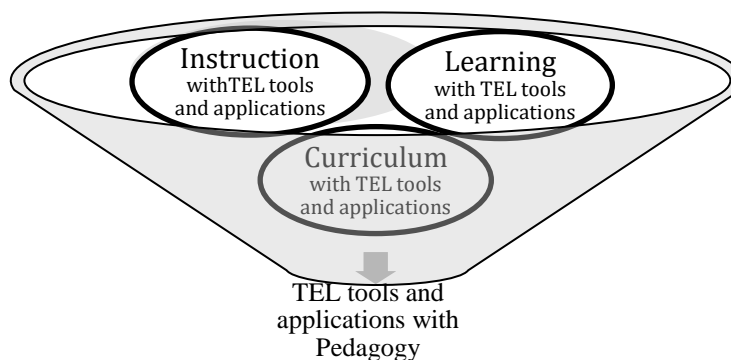 Instruction
withTEL tools
and applications
Learning
with TEL tools
and applications
Curriculum
with TEL tools
and applications
TEL tools and
applications with
Pedagogy